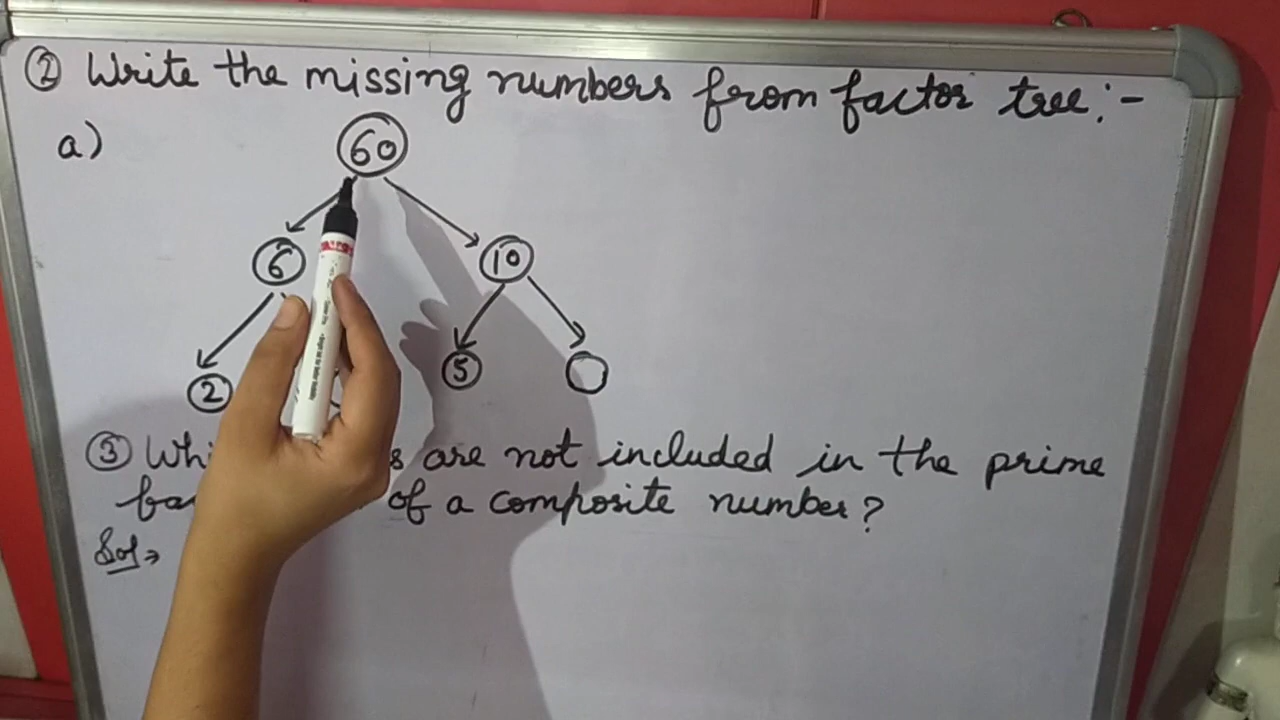 ② Write the missing numbers from factor tree:-
a) 60
6 10
2 5
③ are not included in the prime
of a composite number?
Sol→